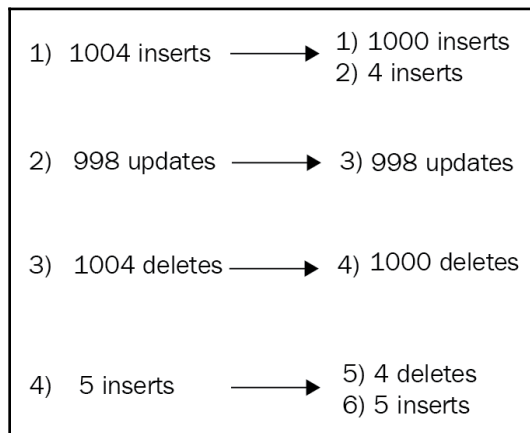 1) 1004 inserts
1) 1000 inserts
2) 4 inserts
2) 998 updates
3) 998 updates
3) 1004 deletes
4) 1000 deletes
4) 5 inserts
5) 4 deletes
6) 5 inserts